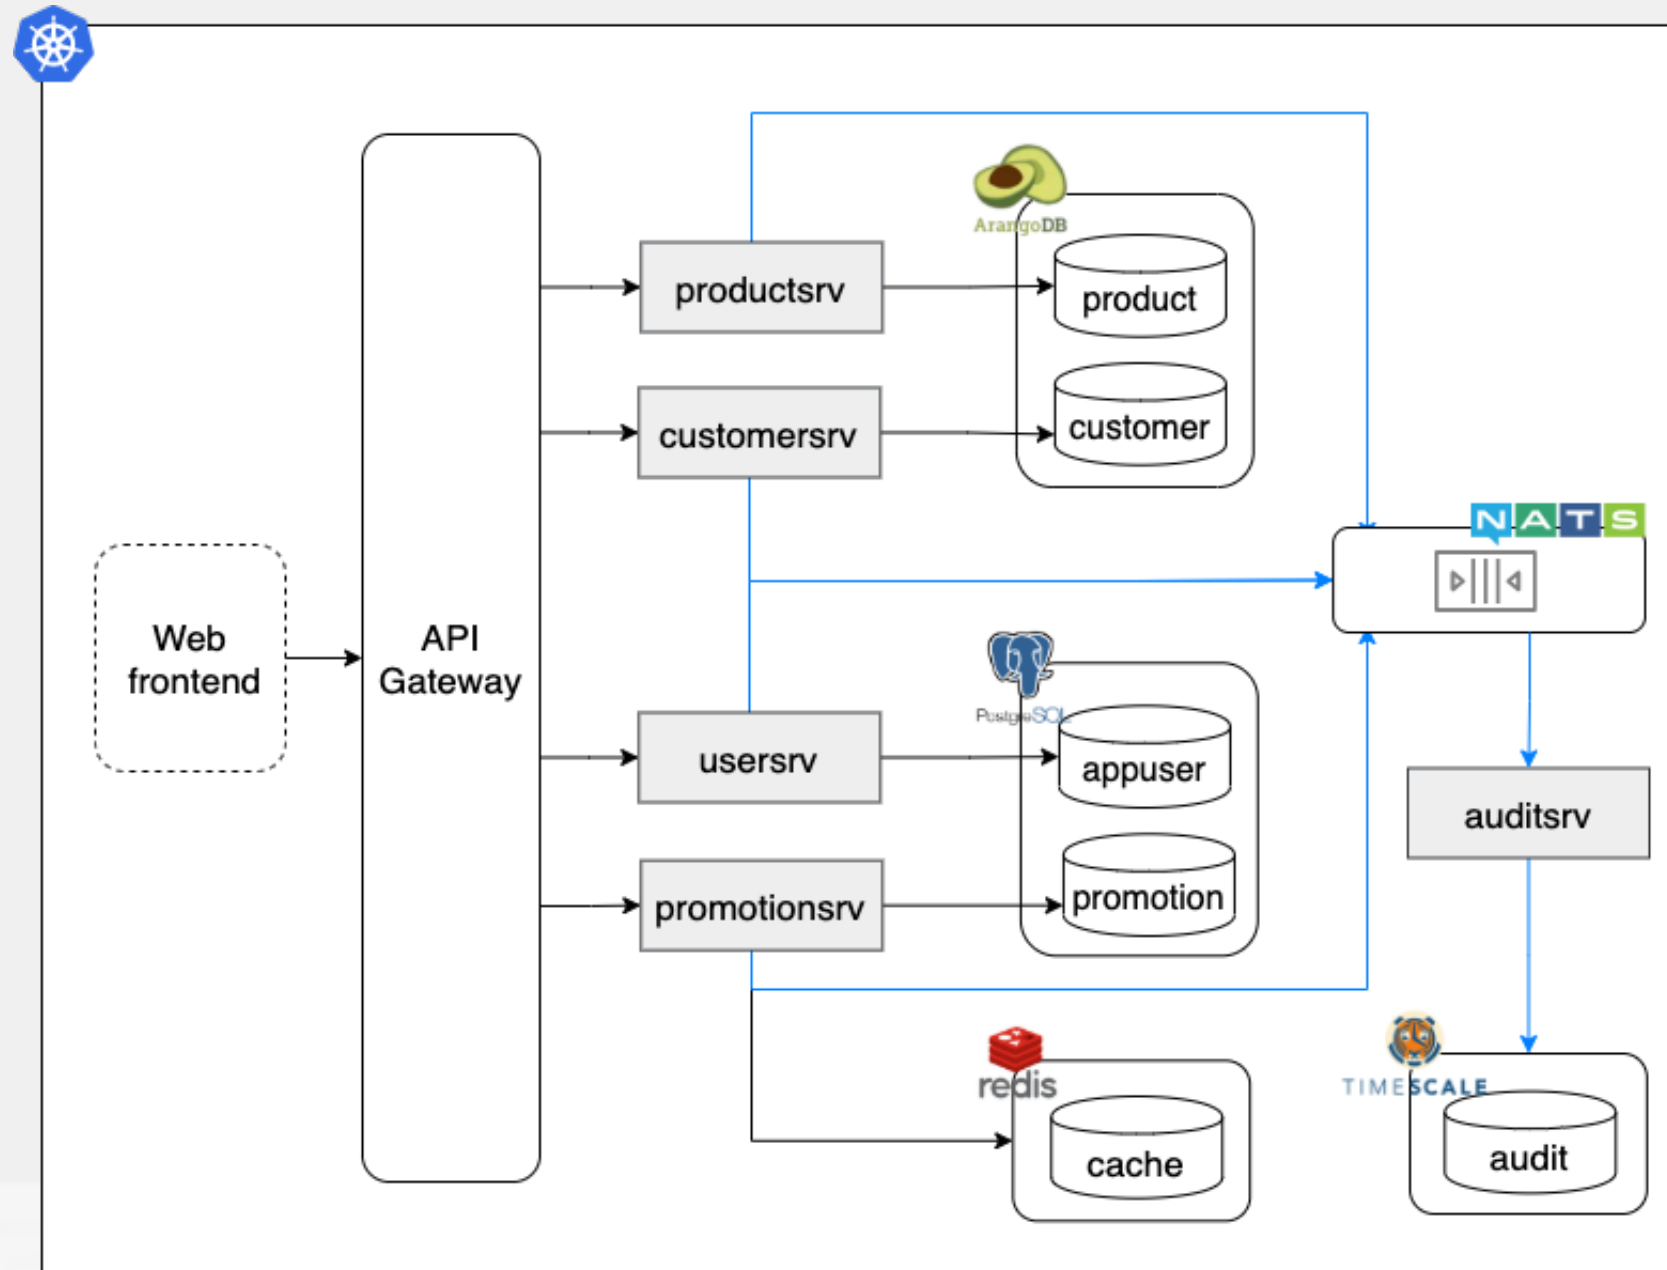 ArangoDB
productsrv
product
customersrv
customer
NATS
Web
frontend
API
Gateway
PostgreSQL
usersrv
appuser
auditsrv
promotionsrv
promotion
redis
cache
TIMESCALE
audit